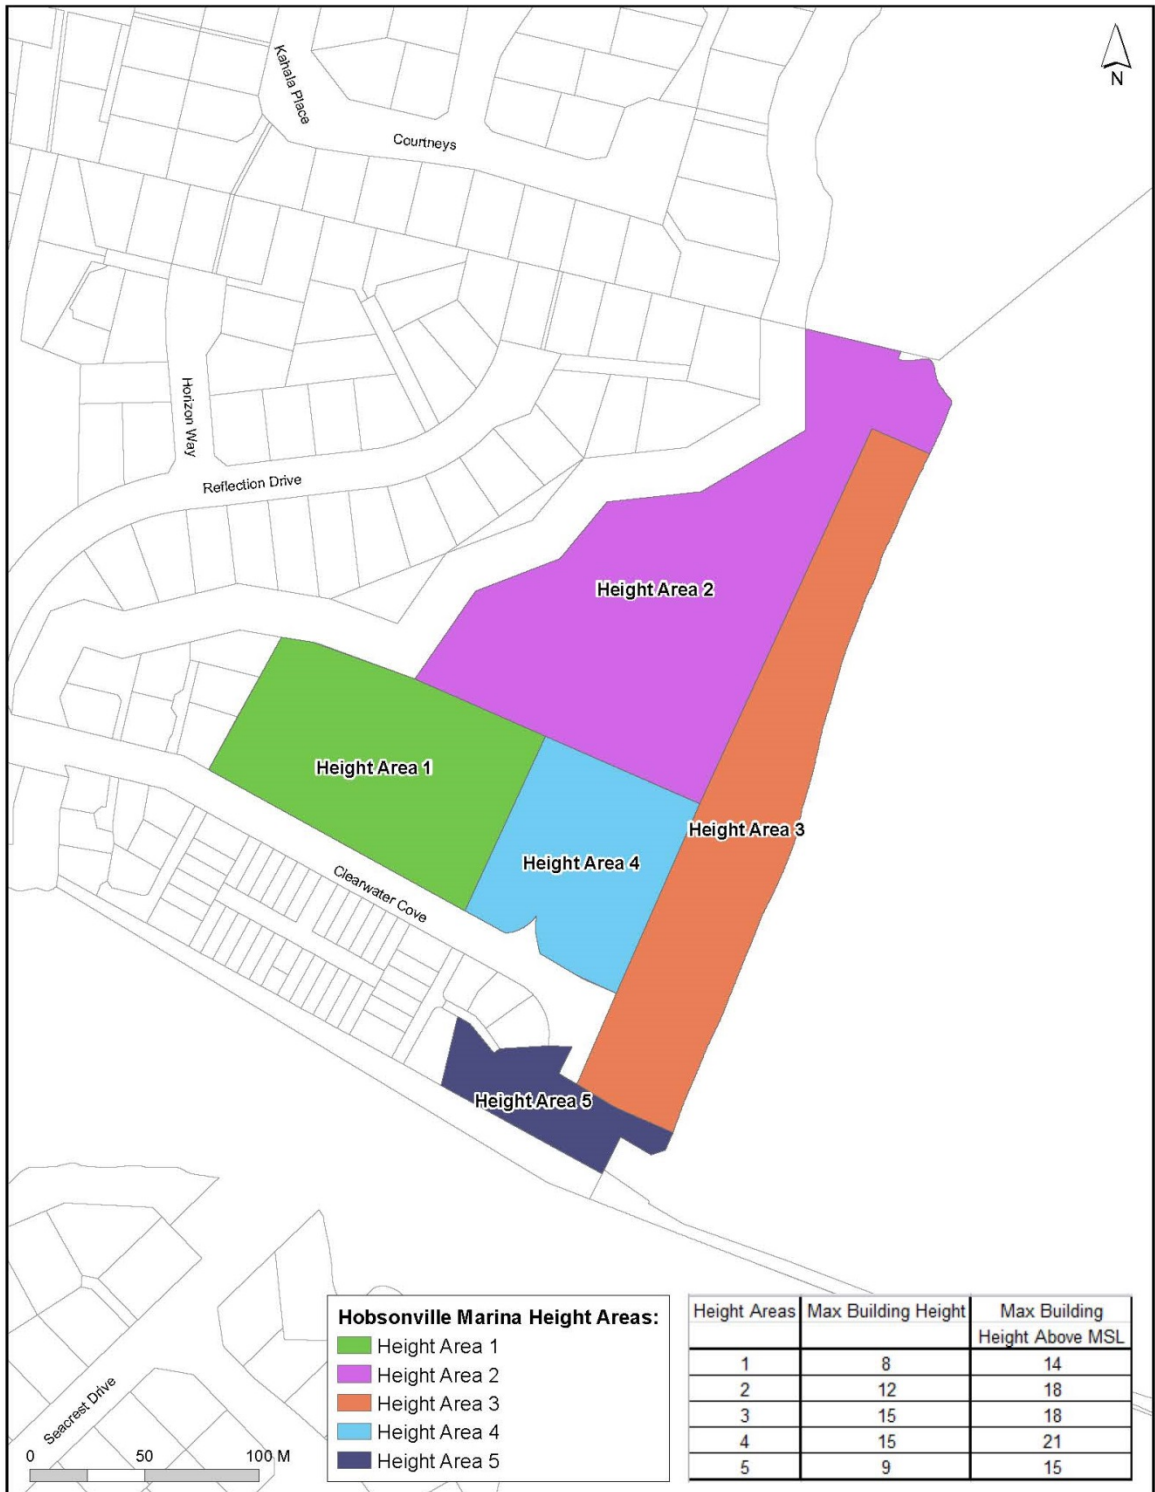 N
Kahala Place
Courtneys
Horizon Way
Reflection Drive
Height Area 2
Height Area 1
Height Area 3
Height Area 4
Clearwater Cove
Height Area 5
Seacrest Drive
0 50 100 M
Hobsonville Marina Height Areas:
Height Area 1
Height Area 2
Height Area 3
Height Area 4
Height Area 5
Height Areas Max Building Height Max Building
Height Above MSL
1 8 14
2 12 18
3 15 18
4 15 21
5 9 15